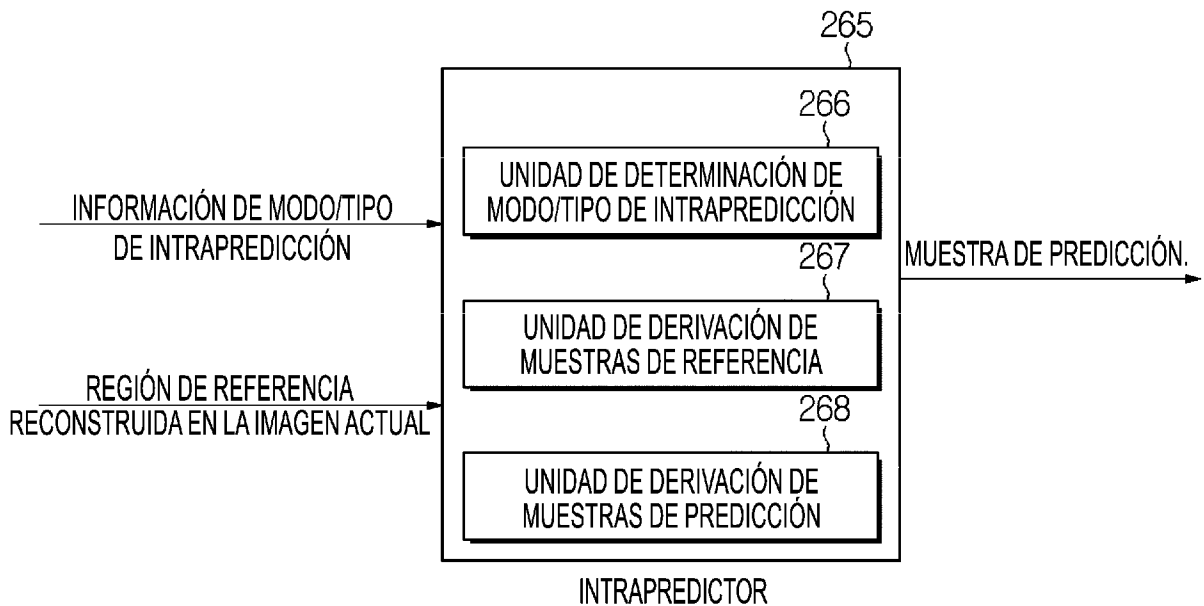 265
266
UNIDAD DE DETERMINACIÓN DE
MODO/TIPO DE INTRAPREDICCIÓN
INFORMACIÓN DE MODO/TIPO
DE INTRAPREDICCIÓN
MUESTRA DE PREDICCIÓN.
267
UNIDAD DE DERIVACIÓN DE
MUESTRAS DE REFERENCIA
REGIÓN DE REFERENCIA
RECONSTRUIDA EN LA IMAGEN ACTUAL
268
UNIDAD DE DERIVACIÓN DE
MUESTRAS DE PREDICCIÓN
INTRAPREDICTOR